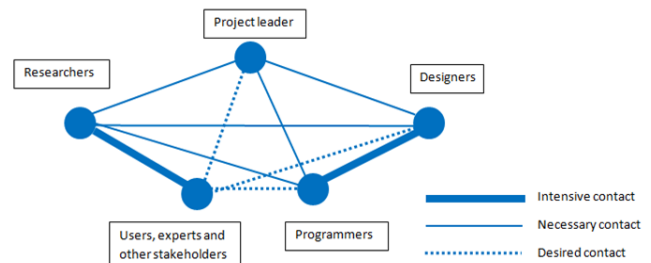 Project leader
Researchers
Designers
Users, experts and
other stakeholders
Programmers
Intensive contact
Necessary contact
Desired contact